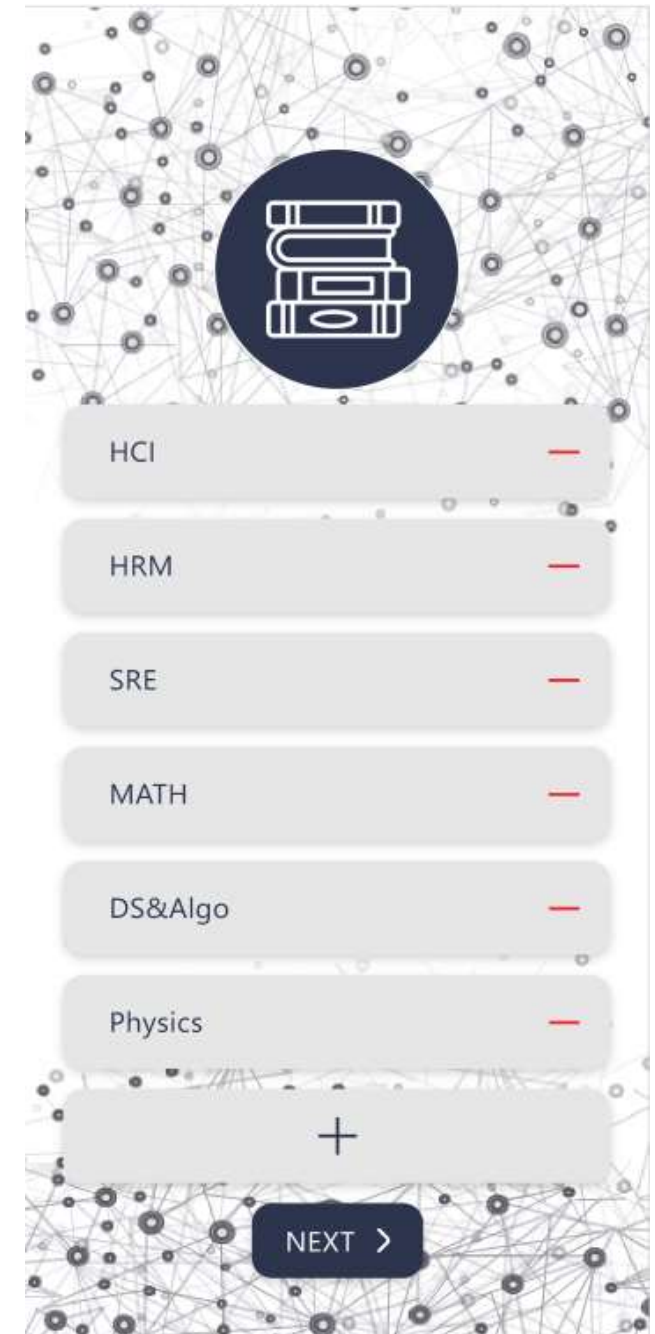 HCI
HRM
SRE
MATH
DS&Algo
Physics
+
NEXT >